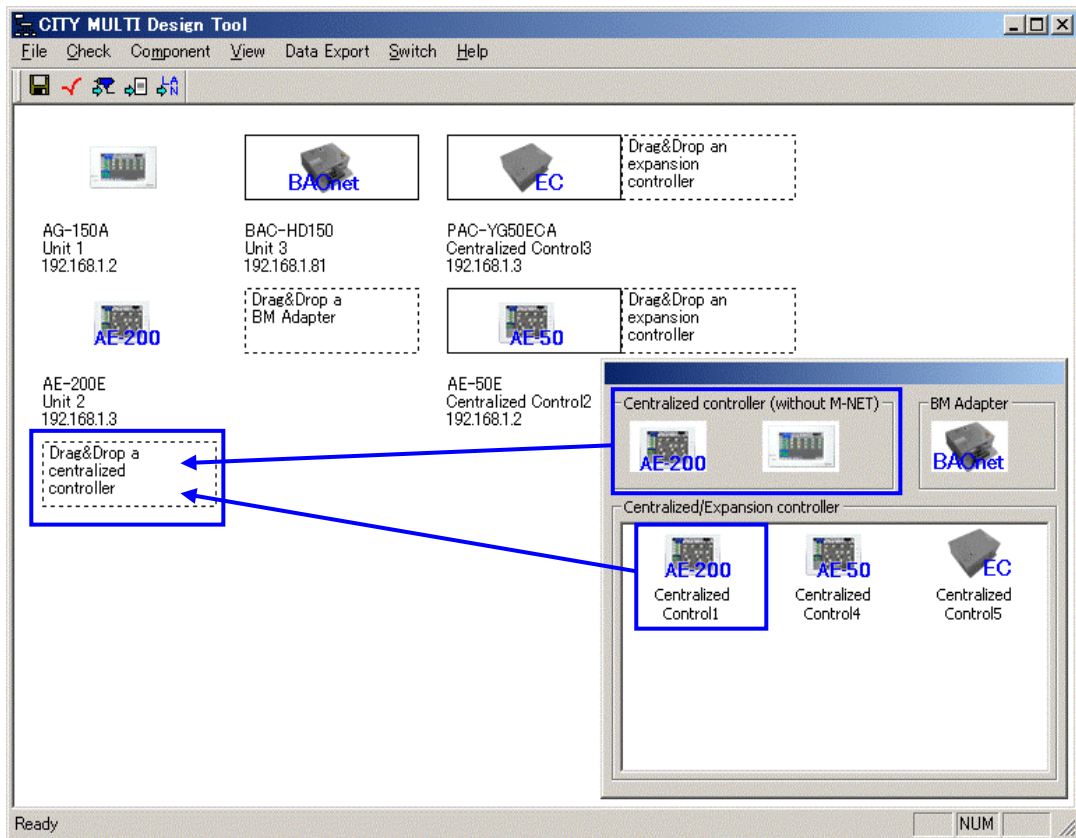 CITY MULTI Design Tool
File Check Component View Data Export Switch Help
LAN
BACnet
EC
Drag&Drop an
expansion
controller
AG-150A
Unit 1
192.168.1.2
BAC-HD150
Unit 3
192.168.1.81
PAC-YG50ECA
Centralized Control3
192.168.1.3
AE-200
Drag&Drop a
BM Adapter
AE-50
Drag&Drop an
expansion
controller
AE-200E
Unit 2
192.168.1.3
AE-50E
Centralized Control2
192.168.1.2
Drag&Drop a
centralized
controller
Centralized controller (without M-NET)
AE-200
BM Adapter
BACnet
Centralized/Expansion controller
AE-200
Centralized
Control1
AE-50
Centralized
Control4
EC
Centralized
Control5
Ready
NUM